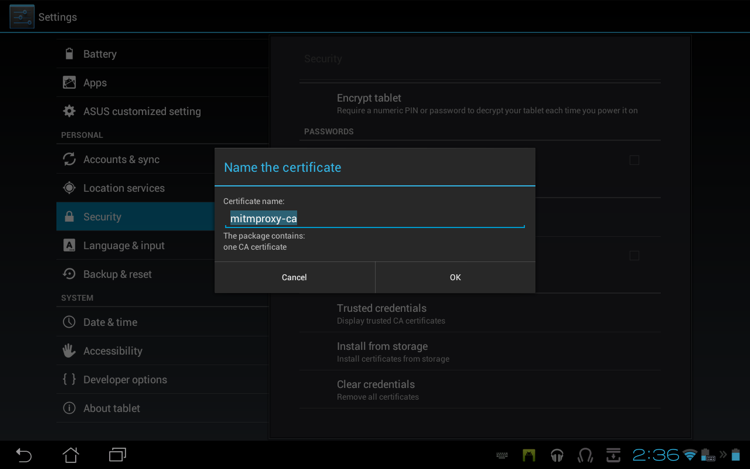 Settings
Battery
Apps
ASUS customized setting
PERSONAL
Accounts & sync
Location services
Security
Language & input
Backup & reset
SYSTEM
Date & time
Accessibility
Developer options
About tablet
Security
Encrypt tablet
Require a numeric PIN or password to decrypt your tablet each time you power it on
PASSWORDS
Name the certificate
Certificate name:
mitmproxy-ca
The package contains:
one CA certificate
Cancel
OK
Trusted credentials
Display trusted CA certificates
Install from storage
Install certificates from storage
Clear credentials
Remove all certificates
2:36